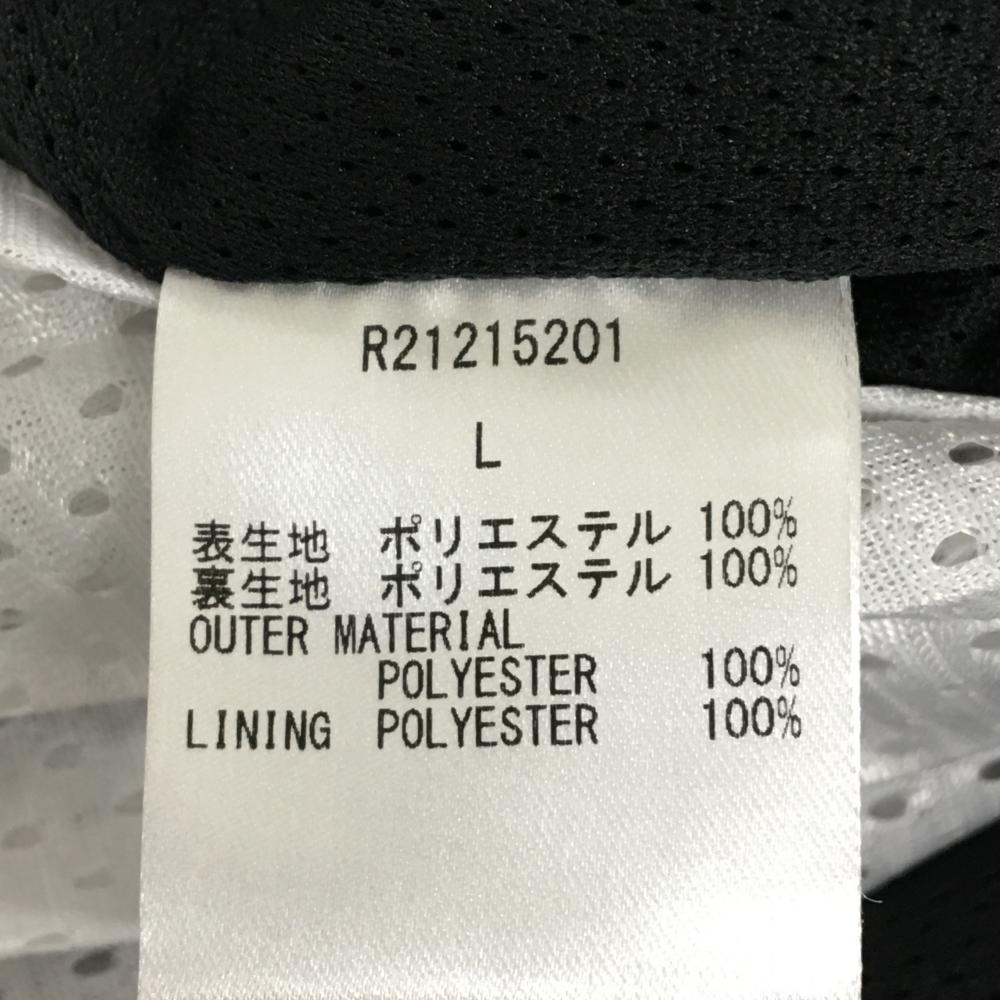 R21215201
L
表生地 ポリエステル 100%
裏生地 ポリエステル 100%
OUTER MATERIAL
POLYESTER 100%
LINING POLYESTER 100%